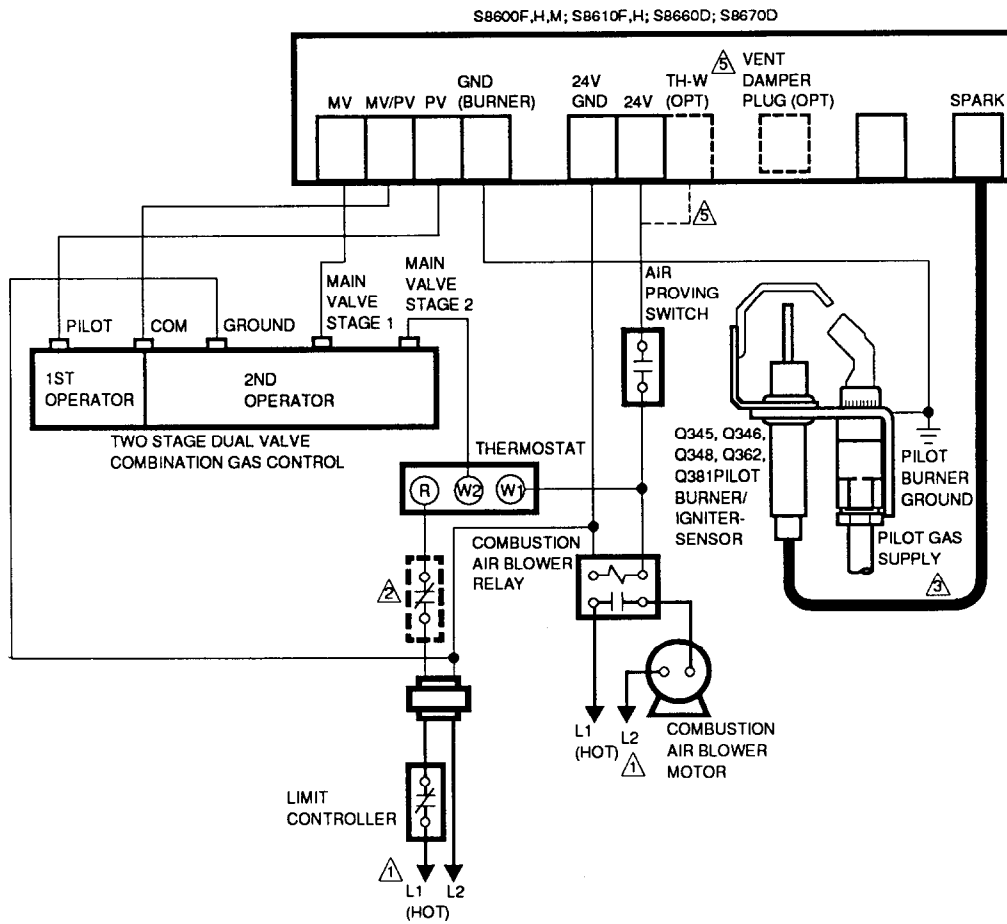 S8600F,H,M; S8610F,H; S8660D; S8670D
MV
MV/PV
PV
GND
(BURNER)
24V
GND
24V
TH-W
(OPT)
5
VENT
DAMPER
PLUG (OPT)
SPARK
5
PILOT
COM
GROUND
MAIN
VALVE
STAGE 1
MAIN
VALVE
STAGE 2
AIR
PROVING
SWITCH
1ST
OPERATOR
2ND
OPERATOR
TWO STAGE DUAL VALVE
COMBINATION GAS CONTROL
THERMOSTAT
R
W2
W1
Q345, Q346,
Q348, Q362,
Q381PILOT
BURNER/
IGNITER-
SENSOR
PILOT
BURNER
GROUND
PILOT GAS
SUPPLY
3
COMBUSTION
AIR BLOWER
RELAY
2
L1
(HOT)
L2
1
COMBUSTION
AIR BLOWER
MOTOR
LIMIT
CONTROLLER
1
L1
(HOT)
L2